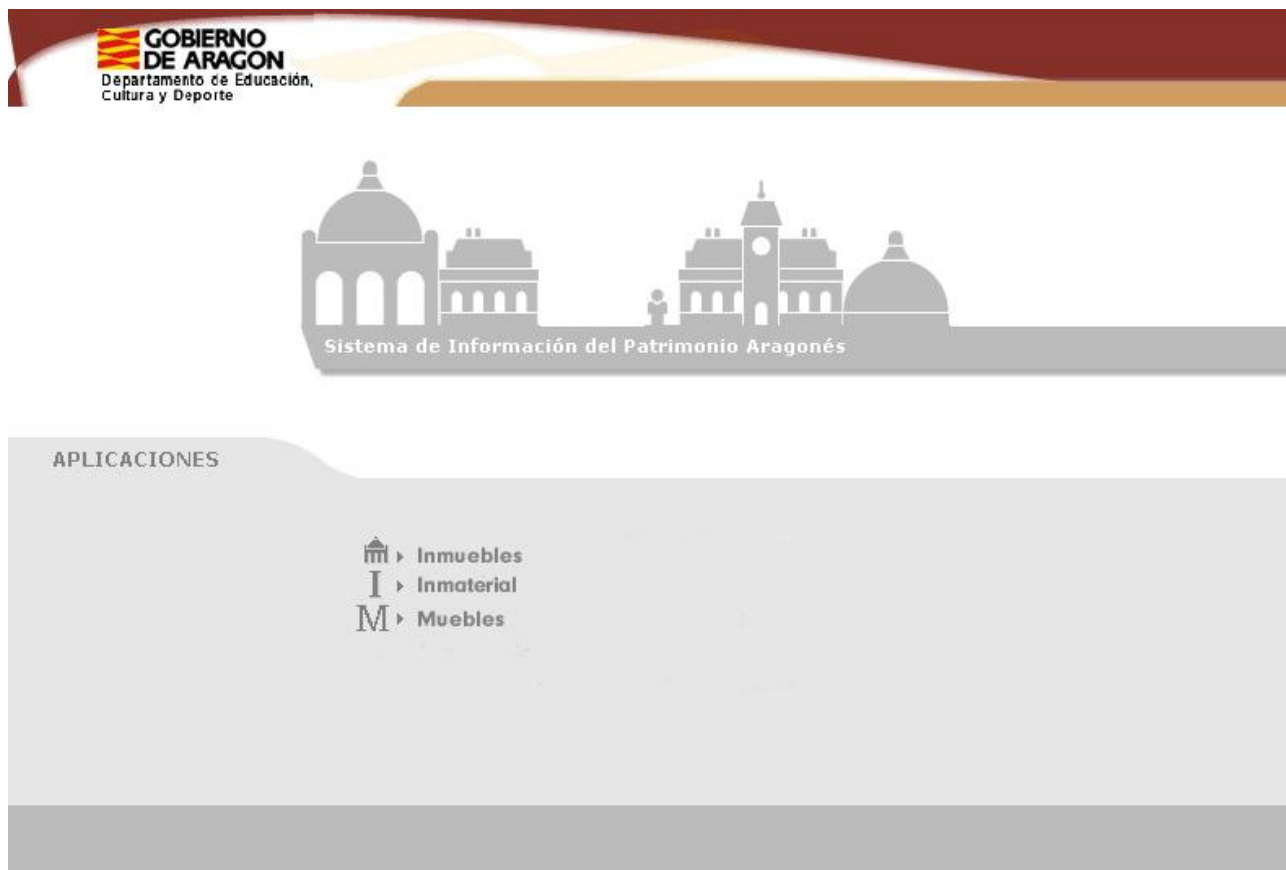 GOBIERNO
DE ARAGON
Departamento de Educación,
Cultura y Deporte
Sistema de Información del Patrimonio Aragonés
APLICACIONES
Inmuebles
I Inmaterial
M Muebles